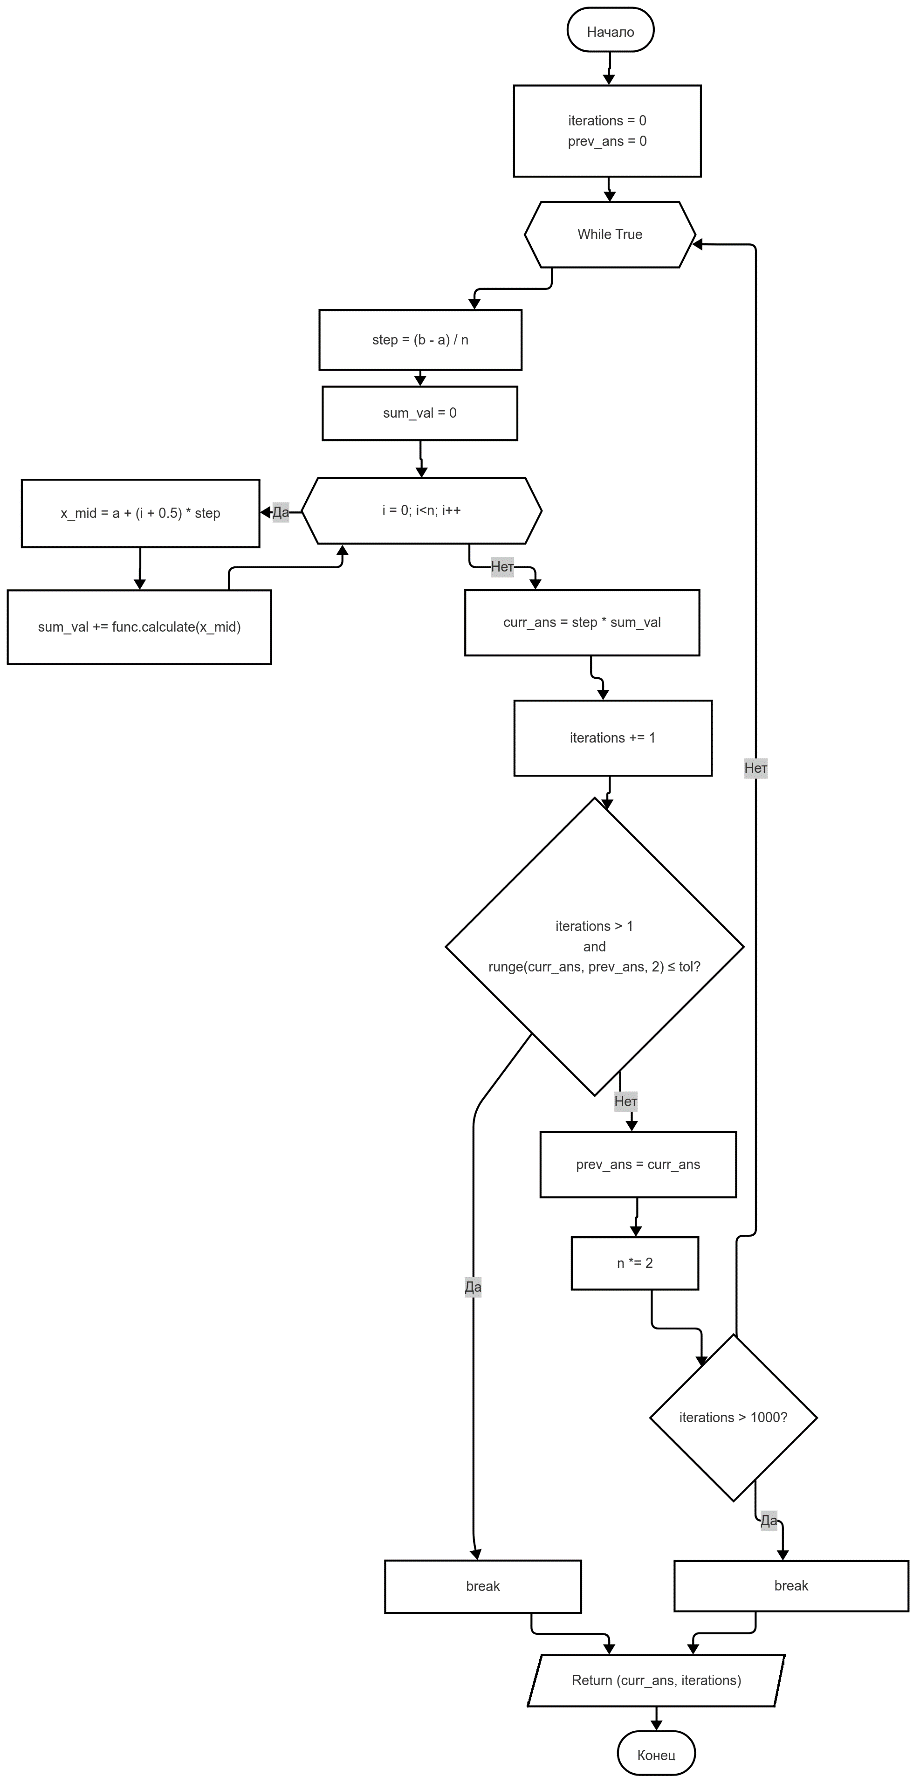 Начало
iterations = 0
prev_ans = 0
While True
step = (b - a) / n
sum_val = 0
i = 0; i<n; i++
Да
x_mid = a + (i + 0.5) * step
sum_val += func.calculate(x_mid)
Нет
curr_ans = step * sum_val
iterations += 1
iterations > 1
and
runge(curr_ans, prev_ans, 2) ≤ tol?
Нет
prev_ans = curr_ans
n *= 2
Да
iterations > 1000?
Нет
Да
break
break
Return (curr_ans, iterations)
Конец